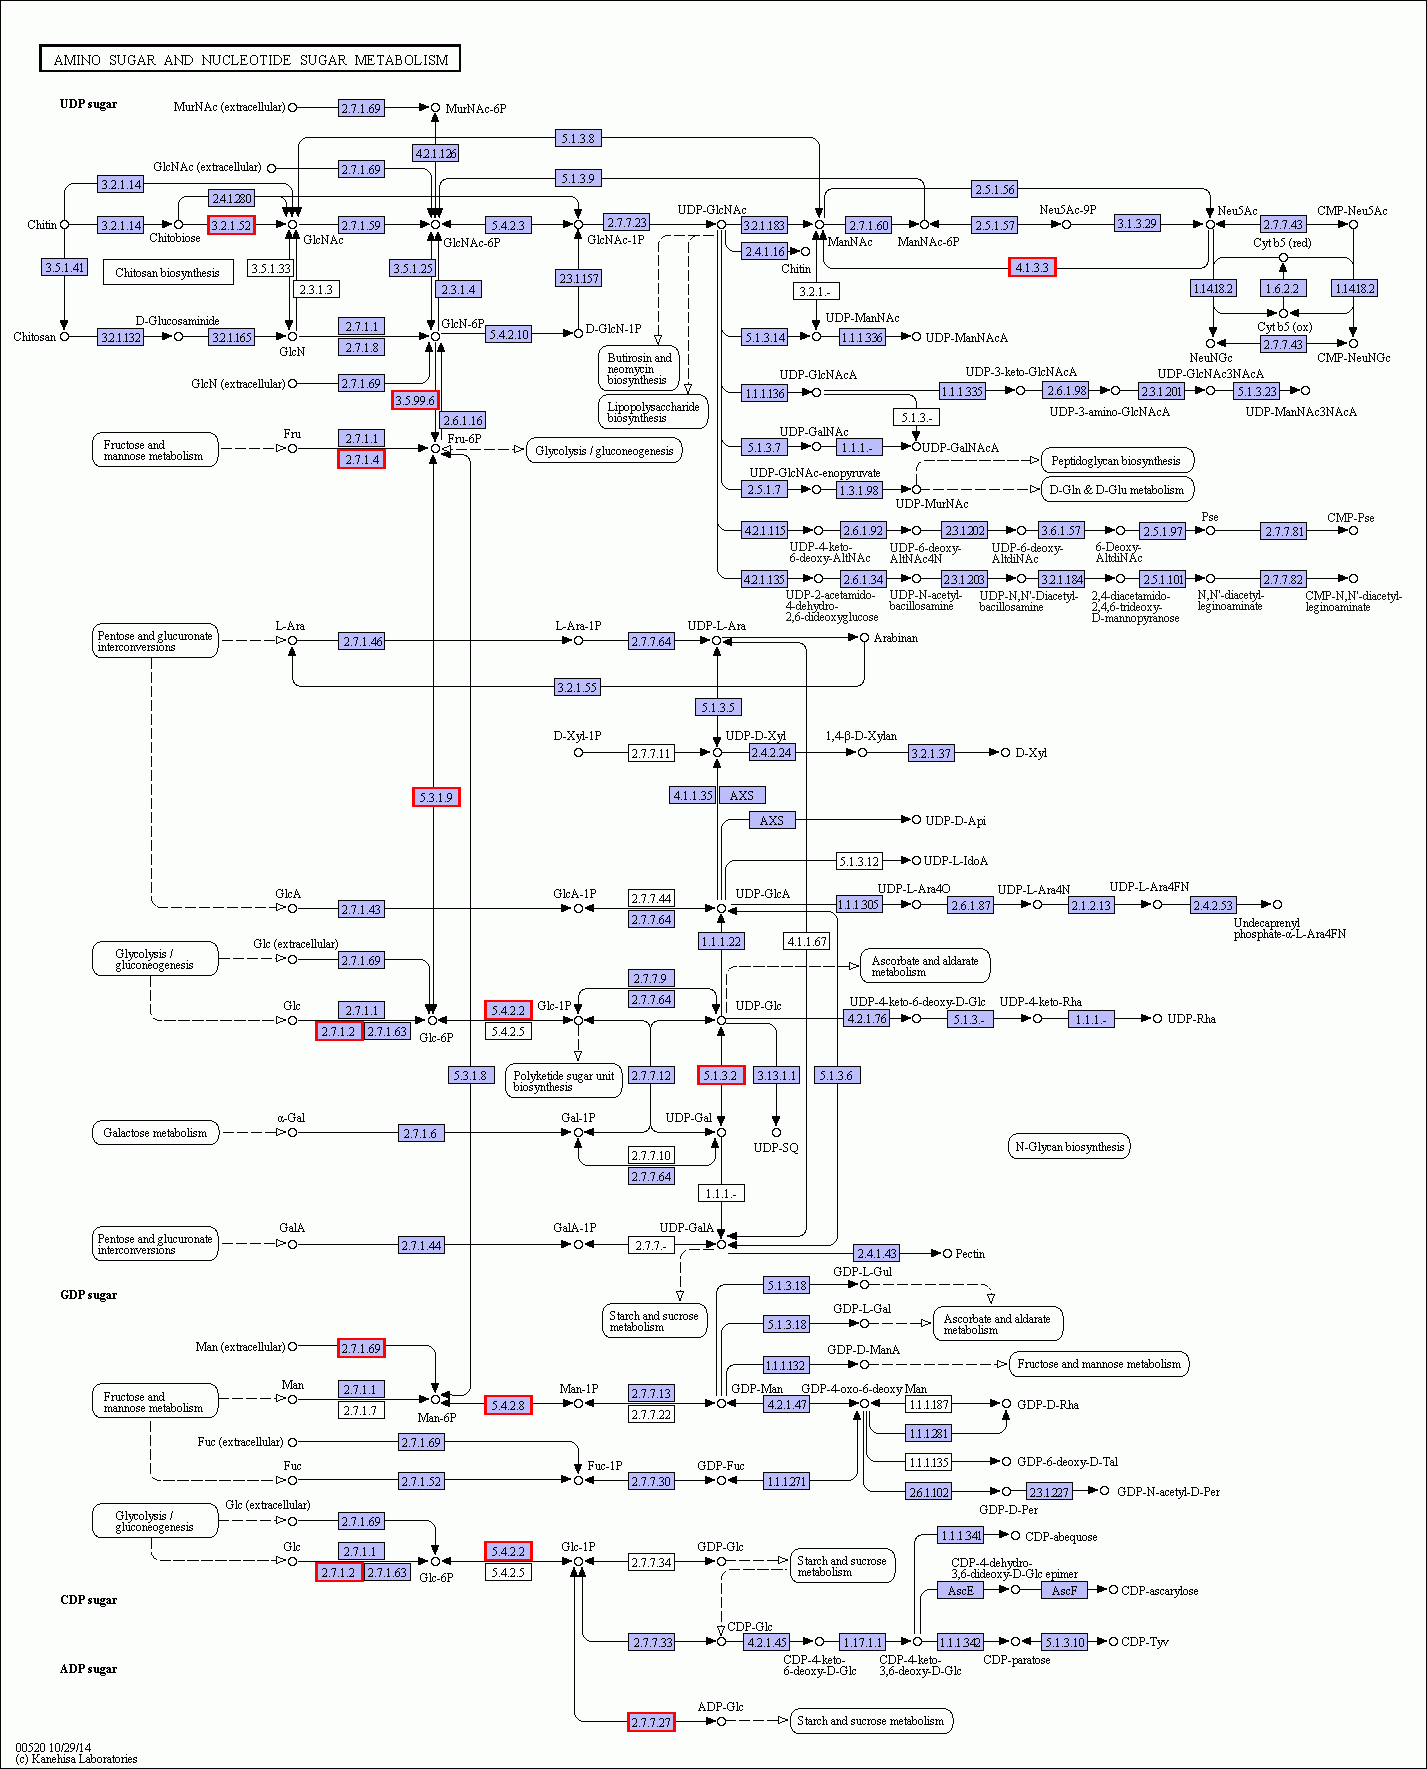 AMINO SUGAR AND NUCLEOTIDE SUGAR METABOLISM
UDP sugar
MurNAc (extracellular)
2.7.1.69
MurNAc-6P
5.1.3.8
4.2.1.126
GlcNAc (extracellular)
2.7.1.69
5.1.3.9
3.2.1.14
2.4.1.280
2.5.1.56
Chitin
3.2.1.14
Chitobiose
3.2.1.52
GlcNAc
2.7.1.59
GlcNAc-6P
5.4.2.3
GlcNAc-1P
2.7.7.23
UDP-GlcNAc
3.2.1.183
ManNAc
2.7.1.60
ManNAc-6P
2.5.1.57
Neu5Ac-9P
3.1.3.29
Neu5Ac
2.7.7.43
CMP-Neu5Ac
2.4.1.16
Chitin
Cyt b5 (red)
3.5.1.41
Chitosan biosynthesis
3.5.1.33
2.3.1.3
3.5.1.25
2.3.1.4
2.3.1.157
4.1.3.3
3.2.1.-
1.14.18.2
1.6.2.2
1.14.18.2
Cyt b5 (ox)
Chitosan
3.2.1.132
D-Glucosaminide
3.2.1.165
GlcN
2.7.1.1
2.7.1.8
GlcN-6P
5.4.2.10
D-GlcN-1P
5.1.3.14
UDP-ManNAc
1.1.1.336
UDP-ManNAcA
NeuNGc
2.7.7.43
CMP-NeuNGc
Butirosin and
neomycin
biosynthesis
GlcN (extracellular)
2.7.1.69
3.5.99.6
2.6.1.16
Lipopolysaccharide
biosynthesis
1.1.1.136
UDP-GlcNAcA
5.1.3.-
1.1.1.335
UDP-3-keto-GlcNAcA
2.6.1.98
UDP-3-amino-GlcNAcA
2.3.1.201
UDP-GlcNAc3NAcA
5.1.3.23
UDP-ManNAc3NAcA
Fructose and
mannose metabolism
Fru
2.7.1.1
2.7.1.4
Fru-6P
Glycolysis / gluconeogenesis
5.1.3.7
UDP-GalNAc
1.1.1.-
UDP-GalNAcA
Peptidoglycan biosynthesis
UDP-GlcNAc-enopyruvate
2.5.1.7
1.3.1.98
UDP-MurNAc
D-Gln & D-Glu metabolism
4.2.1.115
UDP-4-keto-
6-deoxy-AltNAc
2.6.1.92
UDP-6-deoxy-
AltNAc4N
2.3.1.202
UDP-6-deoxy-
AltdiNAc
3.6.1.57
6-Deoxy-
AltdiNAc
2.5.1.97
Pse
2.7.7.81
CMP-Pse
4.2.1.135
UDP-2-acetamido-
4-dehydro-
2,6-dideoxyglucose
2.6.1.34
UDP-N-acetyl-
bacillosamine
2.3.1.203
UDP-N,N'-Diacetyl-
bacillosamine
3.2.1.184
2,4-diacetamido-
2,4,6-trideoxy-
D-mannopyranose
2.5.1.101
N,N'-diacetyl-
leginoaminate
2.7.7.82
CMP-N,N'-diacetyl-
leginoaminate
Pentose and glucuronate
interconversions
L-Ara
2.7.1.46
L-Ara-1P
2.7.7.64
UDP-L-Ara
Arabinan
3.2.1.55
5.1.3.5
D-Xyl-1P
2.7.7.11
UDP-D-Xyl
2.4.2.24
1,4-β-D-Xylan
3.2.1.37
D-Xyl
5.3.1.9
4.1.1.35
AXS
AXS
UDP-D-Api
5.1.3.12
UDP-L-IdoA
GlcA
2.7.1.43
GlcA-1P
2.7.7.44
2.7.7.64
UDP-GlcA
1.1.1.305
UDP-L-Ara4O
2.6.1.87
UDP-L-Ara4N
2.1.2.13
UDP-L-Ara4FN
2.4.2.53
Undecaprenyl
phosphate-α-L-Ara4FN
Glycolysis /
gluconeogenesis
Glc (extracellular)
2.7.1.69
1.1.1.22
4.1.1.67
Ascorbate and aldarate
metabolism
Glc
2.7.1.1
2.7.1.2
2.7.1.63
Glc-6P
5.4.2.2
5.4.2.5
Glc-1P
2.7.7.9
2.7.7.64
UDP-Glc
4.2.1.76
UDP-4-keto-6-deoxy-D-Glc
5.1.3.-
UDP-4-keto-Rha
1.1.1.-
UDP-Rha
5.3.1.8
Polyketide sugar unit
biosynthesis
2.7.7.12
5.1.3.2
3.13.1.1
5.1.3.6
Galactose metabolism
α-Gal
2.7.1.6
Gal-1P
UDP-Gal
UDP-SQ
2.7.7.10
2.7.7.64
N-Glycan biosynthesis
1.1.1.-
Pentose and glucuronate
interconversions
GalA
2.7.1.44
GalA-1P
2.7.7.-
UDP-GalA
2.4.1.43
Pectin
GDP sugar
Starch and sucrose
metabolism
5.1.3.18
GDP-L-Gul
5.1.3.18
GDP-L-Gal
Ascorbate and aldarate
metabolism
Man (extracellular)
2.7.1.69
1.1.1.132
GDP-D-ManA
Fructose and mannose metabolism
Fructose and
mannose metabolism
Man
2.7.1.1
2.7.1.7
Man-6P
5.4.2.8
Man-1P
2.7.7.13
2.7.7.22
GDP-Man
4.2.1.47
GDP-4-oxo-6-deoxy Man
1.1.1.187
GDP-D-Rha
1.1.1.281
Fuc (extracellular)
2.7.1.69
1.1.1.135
GDP-6-deoxy-D-Tal
Fuc
2.7.1.52
Fuc-1P
2.7.7.30
GDP-Fuc
1.1.1.271
2.6.1.102
GDP-D-Per
2.3.1.227
GDP-N-acetyl-D-Per
Glycolysis /
gluconeogenesis
Glc (extracellular)
2.7.1.69
1.1.1.341
CDP-abequose
Glc
2.7.1.1
2.7.1.2
2.7.1.63
Glc-6P
5.4.2.2
5.4.2.5
Glc-1P
2.7.7.34
GDP-Glc
Starch and sucrose
metabolism
CDP-4-dehydro-
3,6-dideoxy-D-Glc epimer
AscE
AscF
CDP-ascarylose
CDP sugar
2.7.7.33
CDP-Glc
4.2.1.45
CDP-4-keto-
6-deoxy-D-Glc
1.17.1.1
CDP-4-keto-
3,6-deoxy-D-Glc
1.1.1.342
CDP-paratose
5.1.3.10
CDP-Tyv
ADP sugar
2.7.7.27
ADP-Glc
Starch and sucrose metabolism
00520 10/29/14
(c) Kanehisa Laboratories